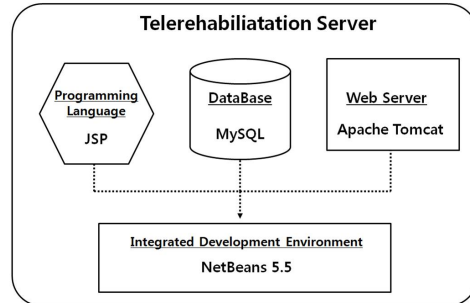 Telerehabiliatation Server
Programming
Language
JSP
DataBase
MySQL
Web Server
Apache Tomcat
Integrated Development Environment
NetBeans 5.5